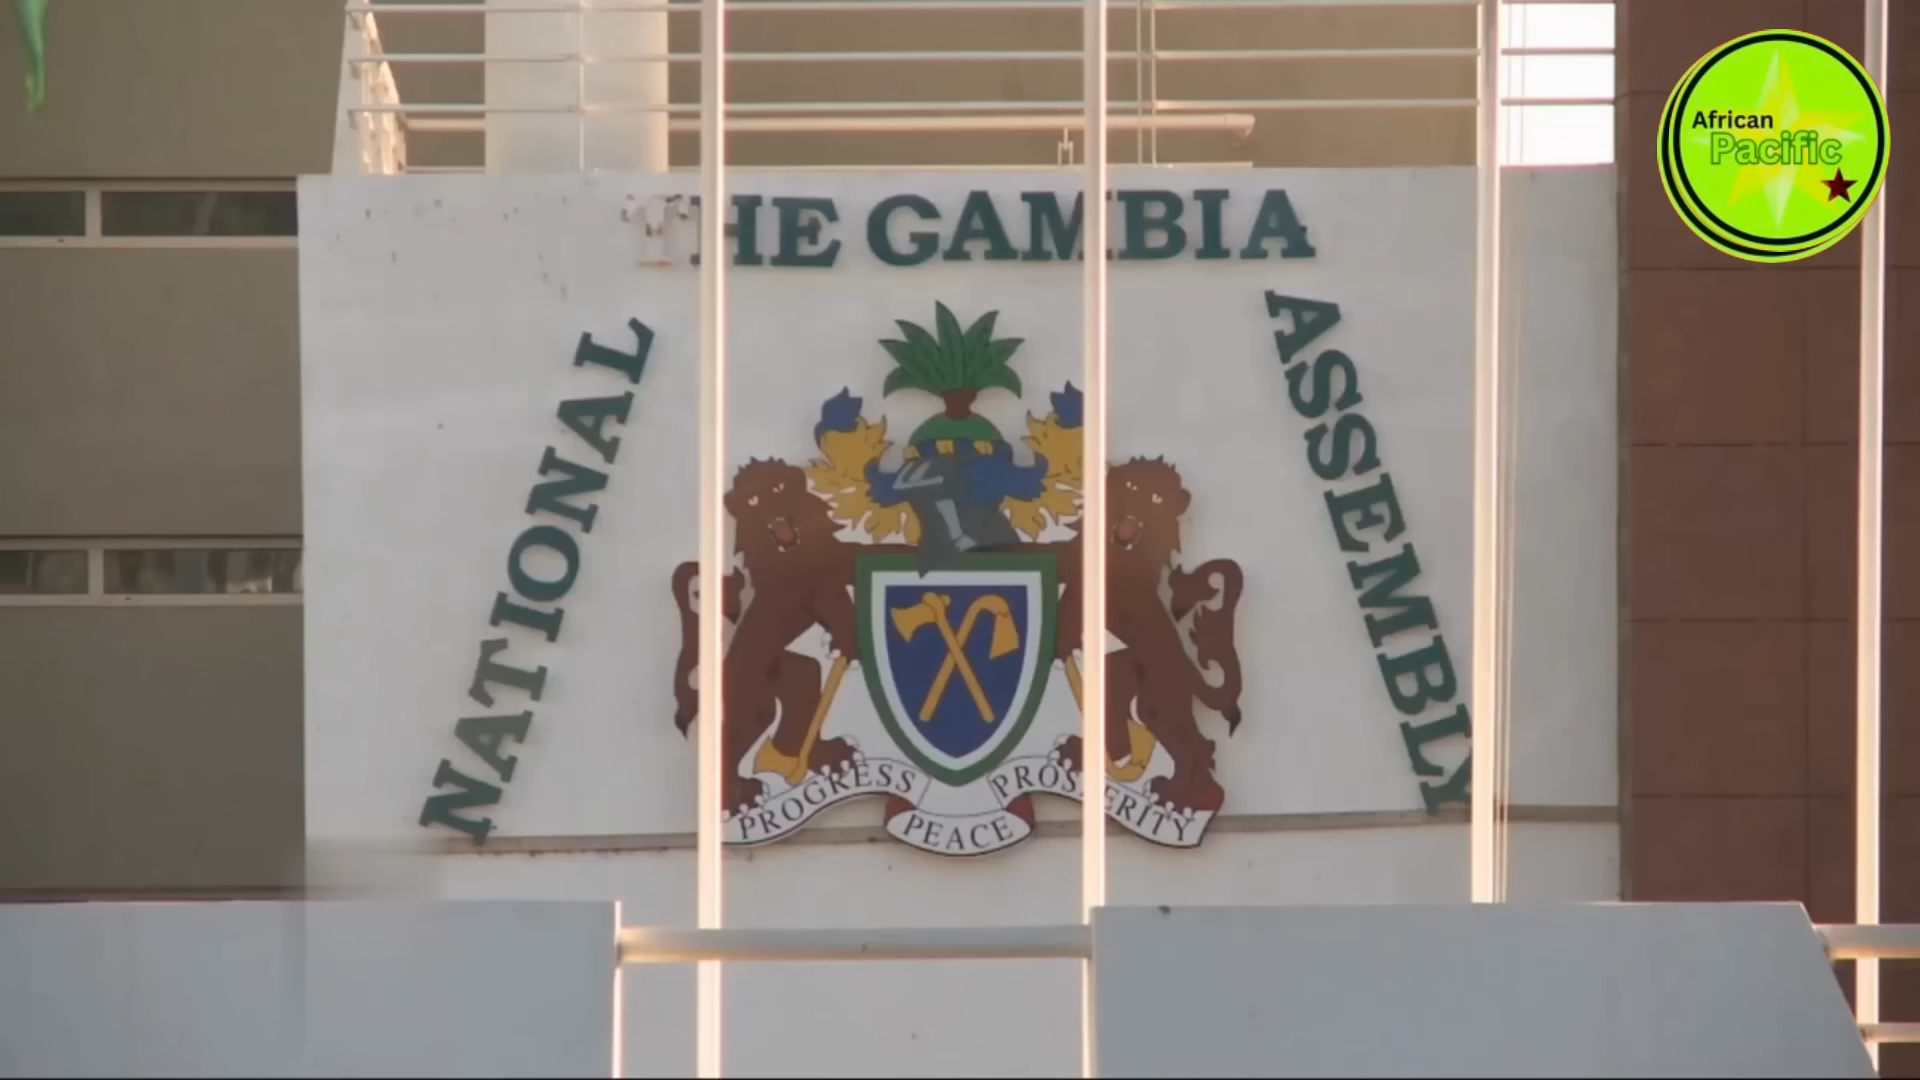 THE GAMBIA
NATIONAL
ASSEMBLY
PROGRESS
PEACE
PROSPERITY
African
Pacific